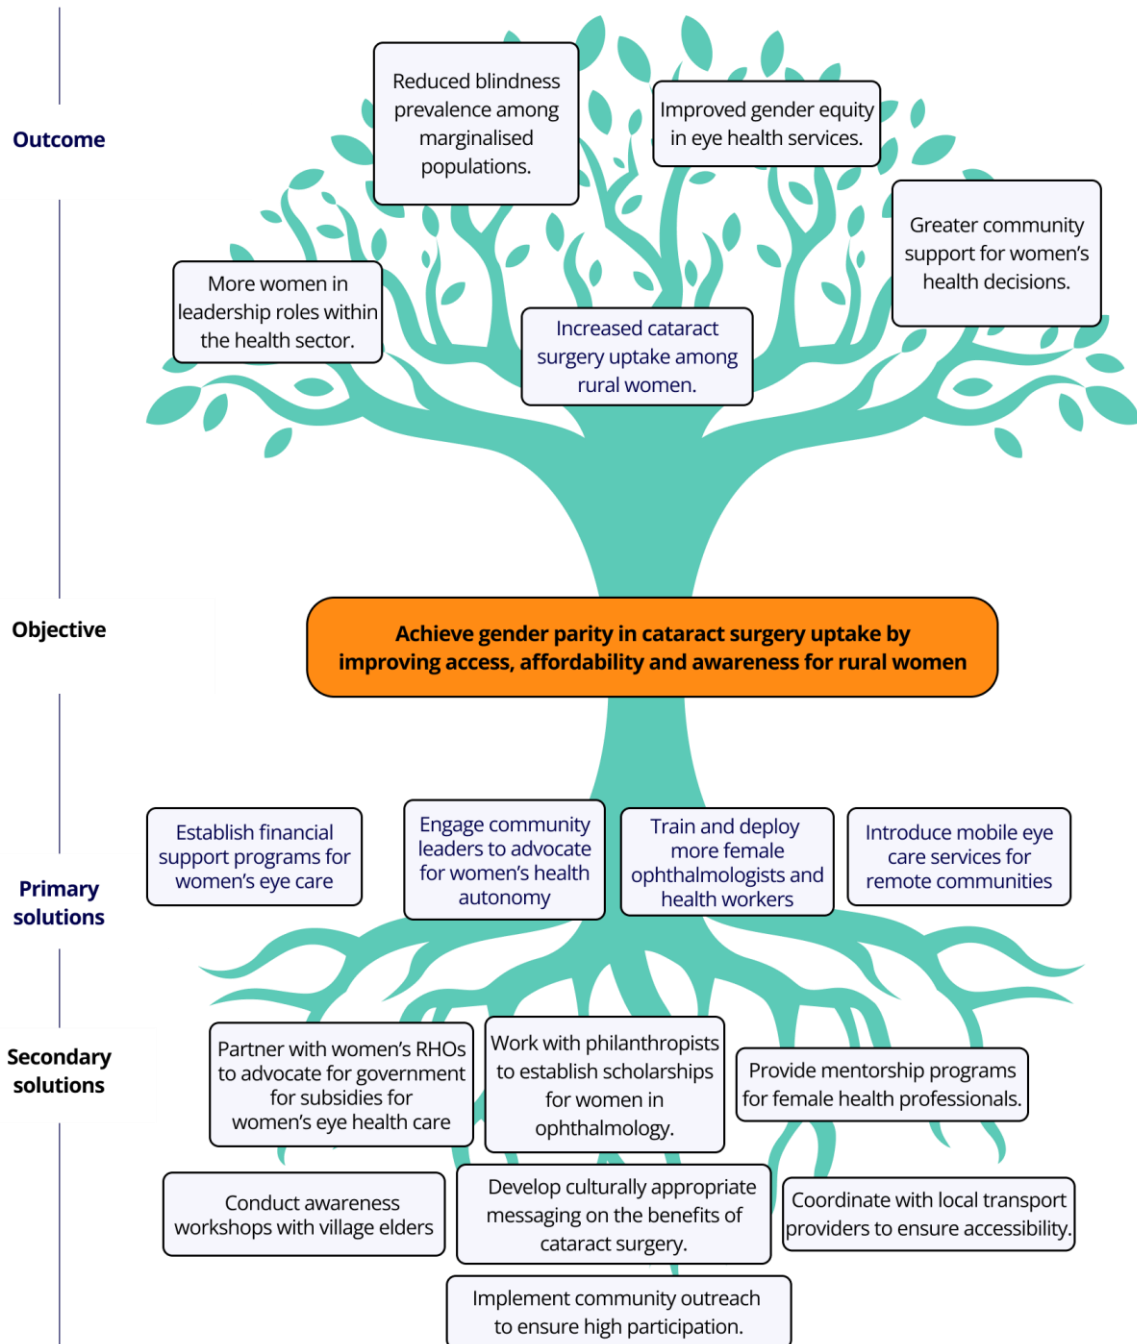 Outcome
Reduced blindness
prevalence among
marginalised
populations.
Improved gender equity
in eye health services.
Greater community
support for women’s
health decisions.
More women in
leadership roles within
the health sector.
Increased cataract
surgery uptake among
rural women.
Objective
Achieve gender parity in cataract surgery uptake by
improving access, affordability and awareness for rural women
Primary
solutions
Establish financial
support programs for
women’s eye care
Engage community
leaders to advocate
for women’s health
autonomy
Train and deploy
more female
ophthalmologists and
health workers
Introduce mobile eye
care services for
remote communities
Secondary
solutions
Partner with women’s RHOs
to advocate for government
for subsidies for
women’s eye health care
Work with philanthropists
to establish scholarships
for women in
ophthalmology.
Provide mentorship programs
for female health professionals.
Conduct awareness
workshops with village elders
Develop culturally appropriate
messaging on the benefits of
cataract surgery.
Coordinate with local transport
providers to ensure accessibility.
Implement community outreach
to ensure high participation.